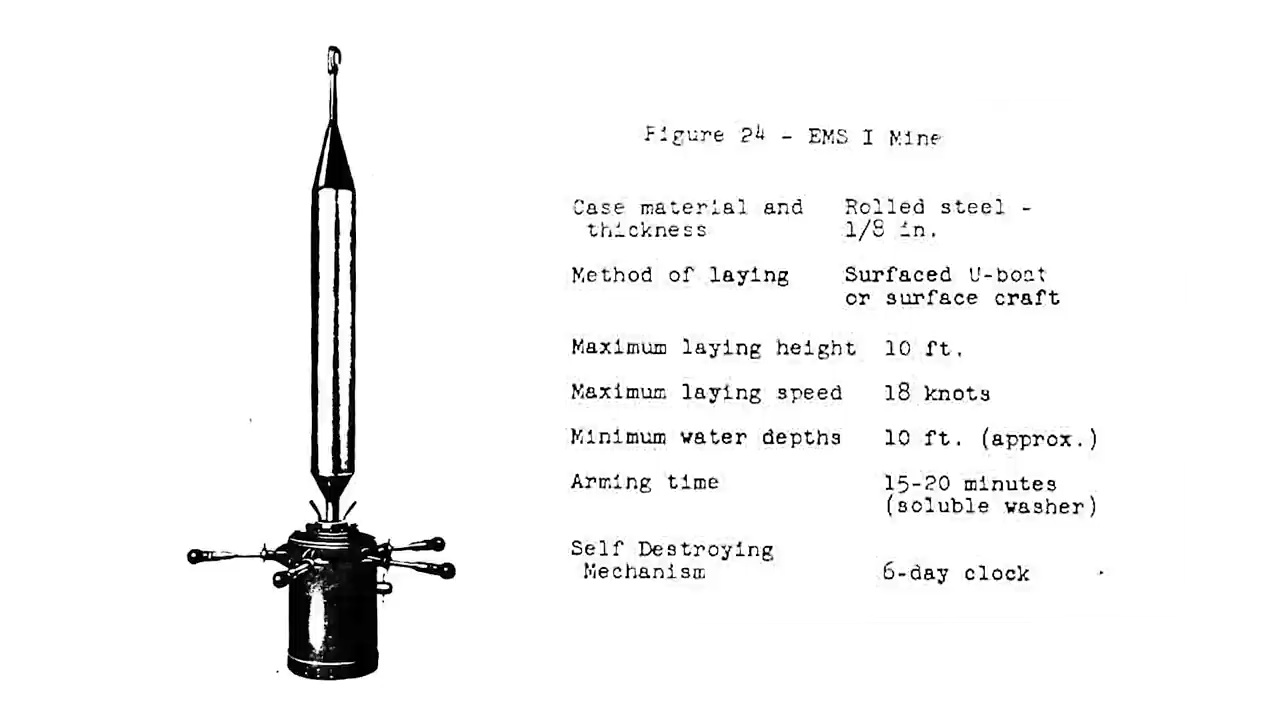 Figure 24 - EMS I Mine
Case material and Rolled steel -
thickness 1/8 in.
Method of laying Surfaced U-boat
or surface craft
Maximum laying height 10 ft.
Maximum laying speed 18 knots
Minimum water depths 10 ft. (approx.)
Arming time 15-20 minutes
(soluble washer)
Self Destroying
Mechanism 6-day clock